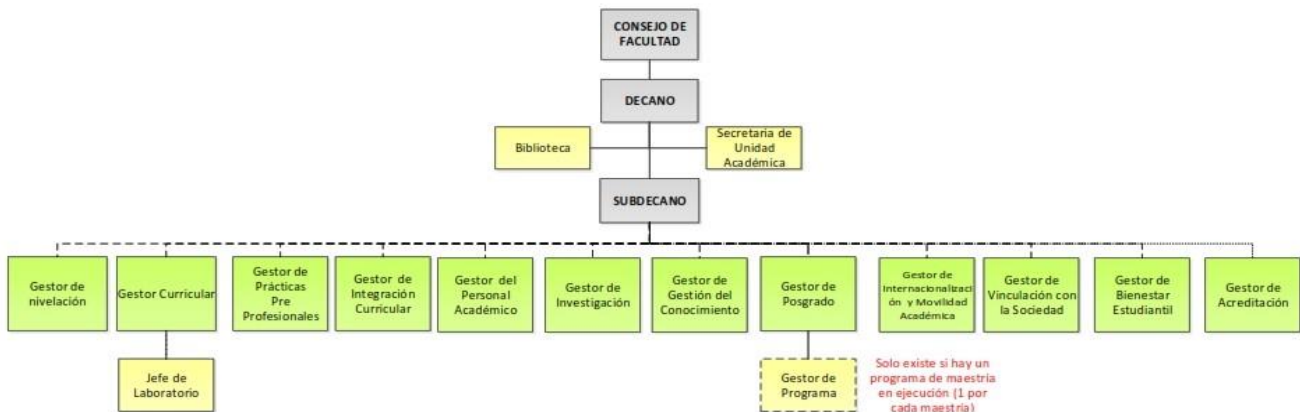 CONSEJO DE
FACULTAD
DECANO
Biblioteca
Secretaria de
Unidad
Académica
SUBDECANO
Gestor de
nivelación
Gestor Curricular
Gestor de
Prácticas
Pre
Profesionales
Gestor de
Integración
Curricular
Gestor del
Personal
Académico
Gestor de
Investigación
Gestor de
Gestión del
Conocimiento
Gestor de
Posgrado
Gestor de
Internacionalizaci
ón y Movilidad
Académica
Gestor de
Vinculación con
la Sociedad
Gestor de
Bienestar
Estudiantil
Gestor de
Acreditación
Jefe de
Laboratorio
Gestor de
Programa
Solo existe si hay un
programa de maestría
en ejecución (1 por
cada maestría)